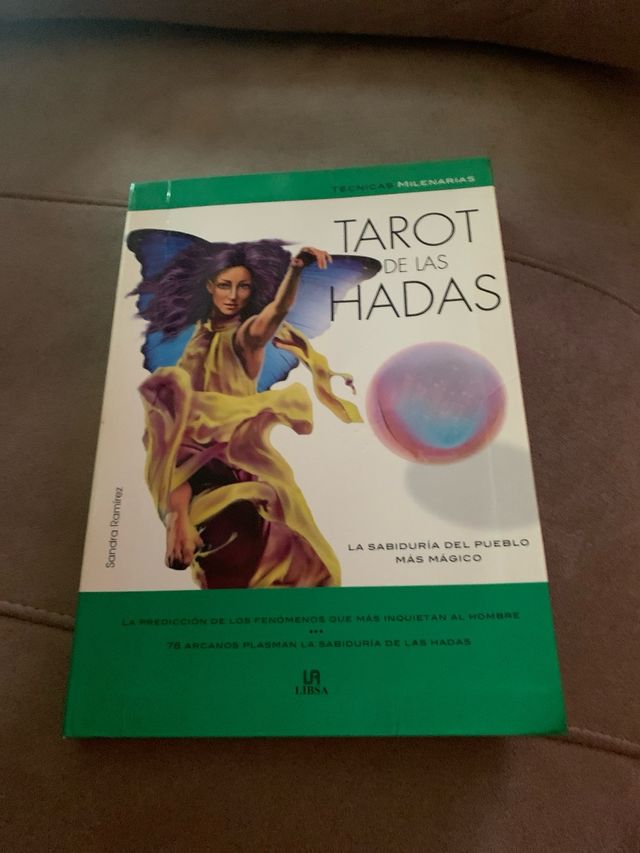 TÉCNICAS MILENARIAS
TAROT
DE LAS
HADAS
Sandra Ramírez
LA SABIDURÍA DEL PUEBLO
MÁS MÁGICO
LA PREDICCIÓN DE LOS FENÓMENOS QUE MÁS INQUIETAN AL HOMBRE
•••
78 ARCANOS PLASMAN LA SABIDURÍA DE LAS HADAS
LA
LIBSA